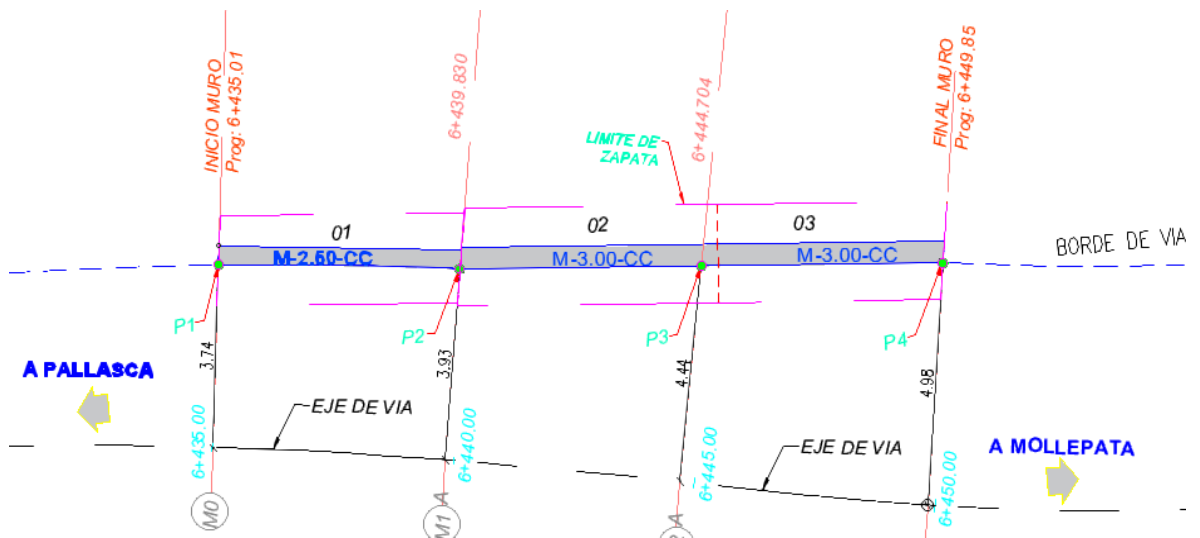 INICIO MURO
Prog: 6+435.01
6+439.830
6+444.704
FINAL MURO
Prog: 6+449.85
LIMITE DE
ZAPATA
01
02
03
M-2.60-CC
M-3.00-CC
M-3.00-CC
BORDE DE VIA
P1
P2
P3
P4
3.74
3.93
4.44
4.98
A PALLASCA
EJE DE VIA
EJE DE VIA
A MOLLEPATA
6+435.00
6+440.00
6+445.00
6+450.00
M0
M1
A
A